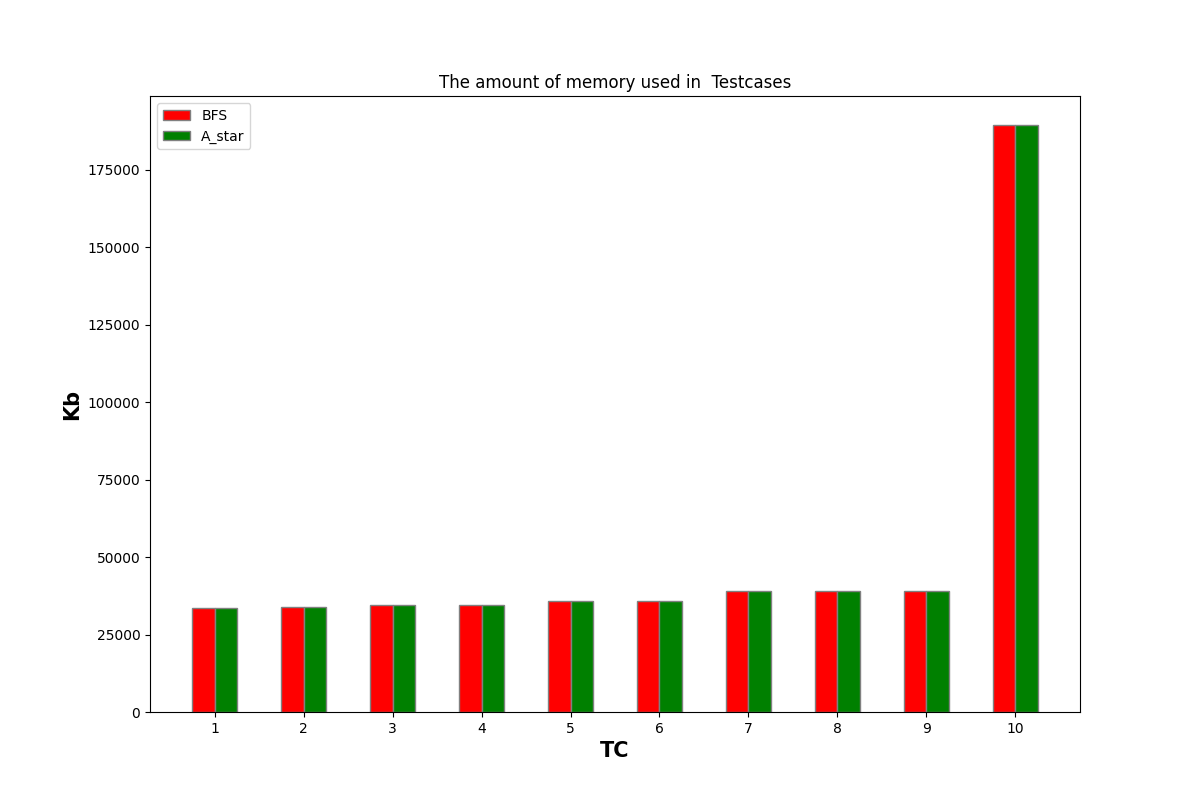 The amount of memory used in  Testcases
BFS
A_star
175000
150000
125000
100000
75000
50000
25000
0
Kb
1 2 3 4 5 6 7 8 9 10
TC